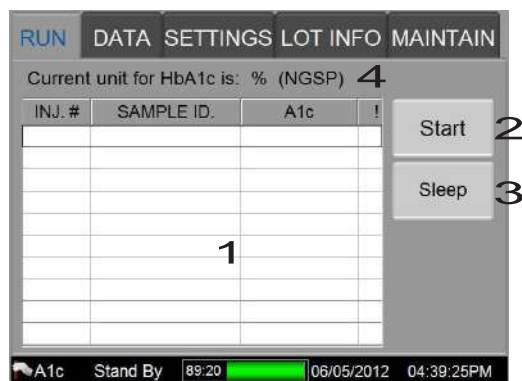 RUN DATA SETTINGS LOT INFO MAINTAIN
Current unit for HbA1c is: % (NGSP) 4
INJ. # SAMPLE ID. A1c !
Start 2
Sleep 3
1
A1c Stand By 89:20 06/05/2012 04:39:25PM